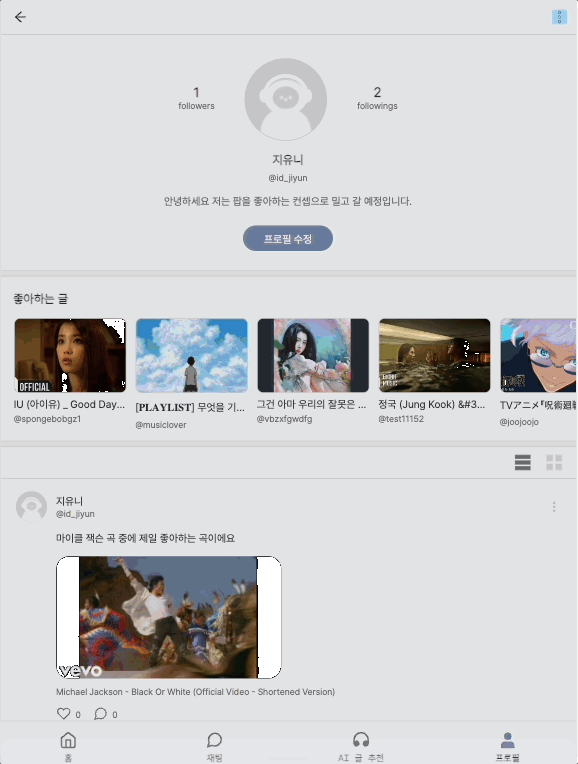 1
followers
2
followings
지유니
@id_jiyun
안녕하세요 저는 팝을 좋아하는 컨셉으로 밀고 갈 예정입니다.
프로필 수정
좋아하는 글
OFFICIAL
IU (아이유) _ Good Day...
@spongebobgz1
[𝐏𝐋𝐀𝐘𝐋𝐈𝐒𝐓] 무엇을 기...
@musiclover
그건 아마 우리의 잘못은 ...
@vbzxfgwdfg
정국 (Jung Kook) &#3...
@test11152
TVアニメ『呪術廻
@joojoojo
지유니
@id_jiyun
마이클 잭슨 곡 중에 제일 좋아하는 곡이에요
vevo
Michael Jackson - Black Or White (Official Video - Shortened Version)
0
0
홈
채팅
AI 글 추천
프로필